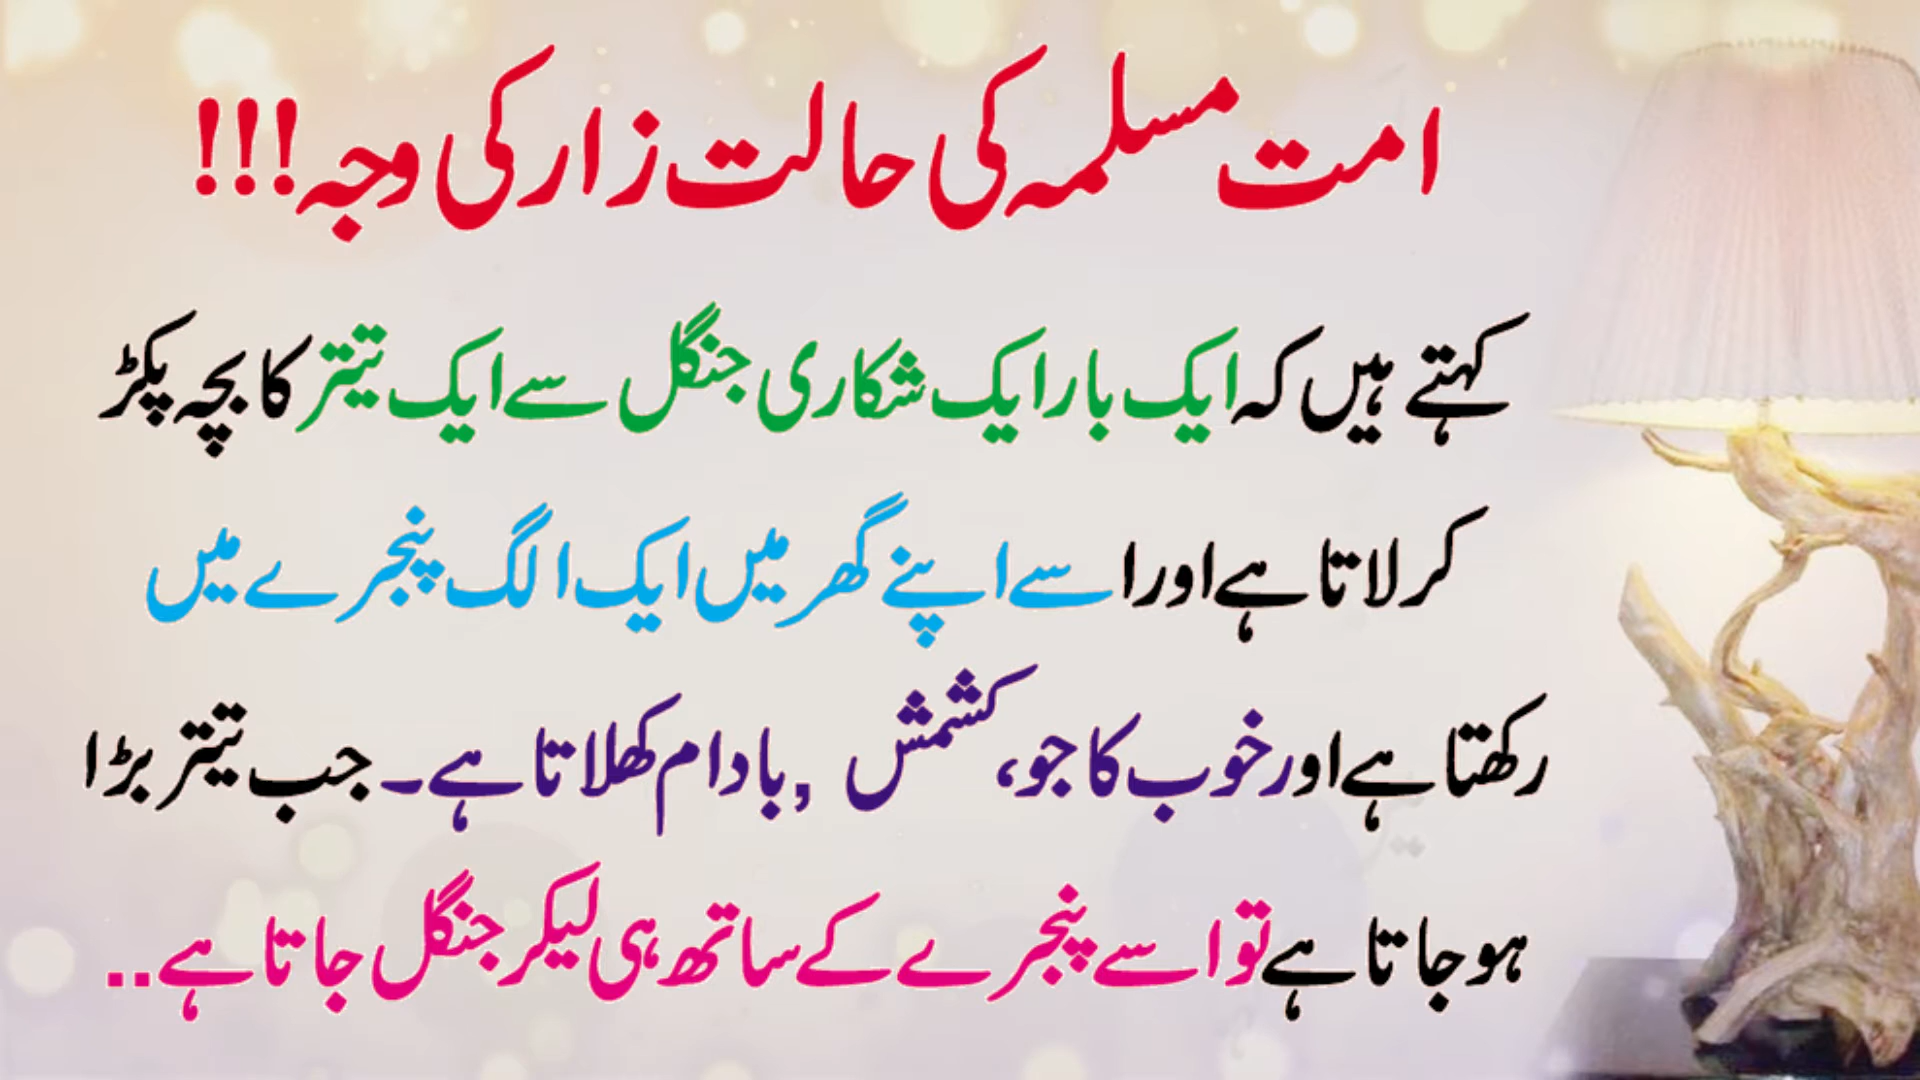 امت مسلمہ کی حالت زار کی وجہ!!!
کہتے ہیں کہ ایک بار ایک شکاری جنگل سے ایک تیتر کا بچہ پکڑ
کر لاتا ہے اور اسے اپنے گھر میں ایک الگ پنجرے میں
رکھتا ہے اور خوب کاجو، کشمش , بادام کھلاتا ہے۔ جب تیتر بڑا
ہو جاتا ہے تو اسے پنجرے کے ساتھ ہی لیکر جنگل جاتا ہے..